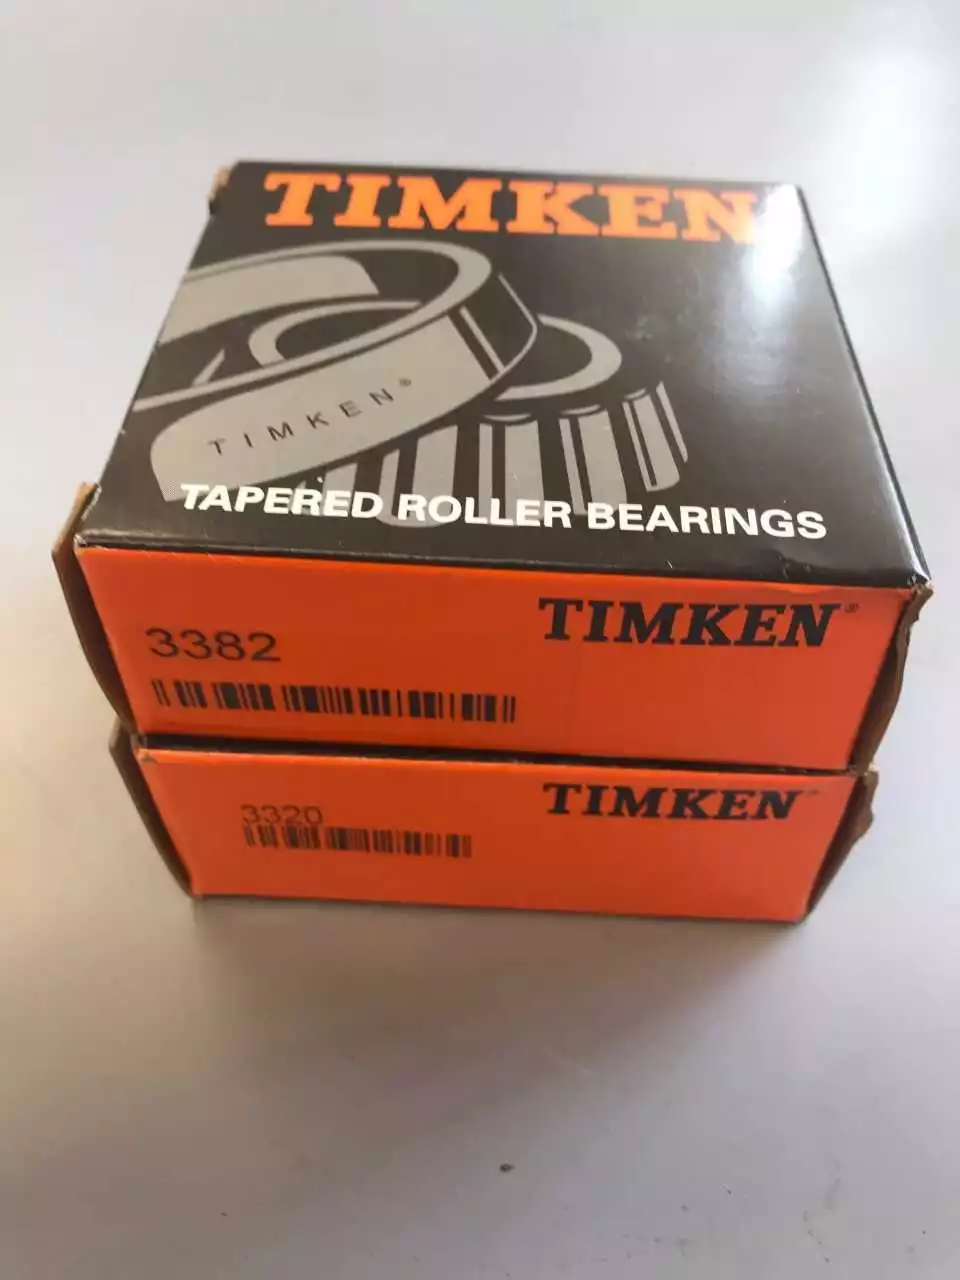 TIMKEN
TIMKEN®
TAPERED ROLLER BEARINGS
TIMKEN®
3382
TIMKEN
3320